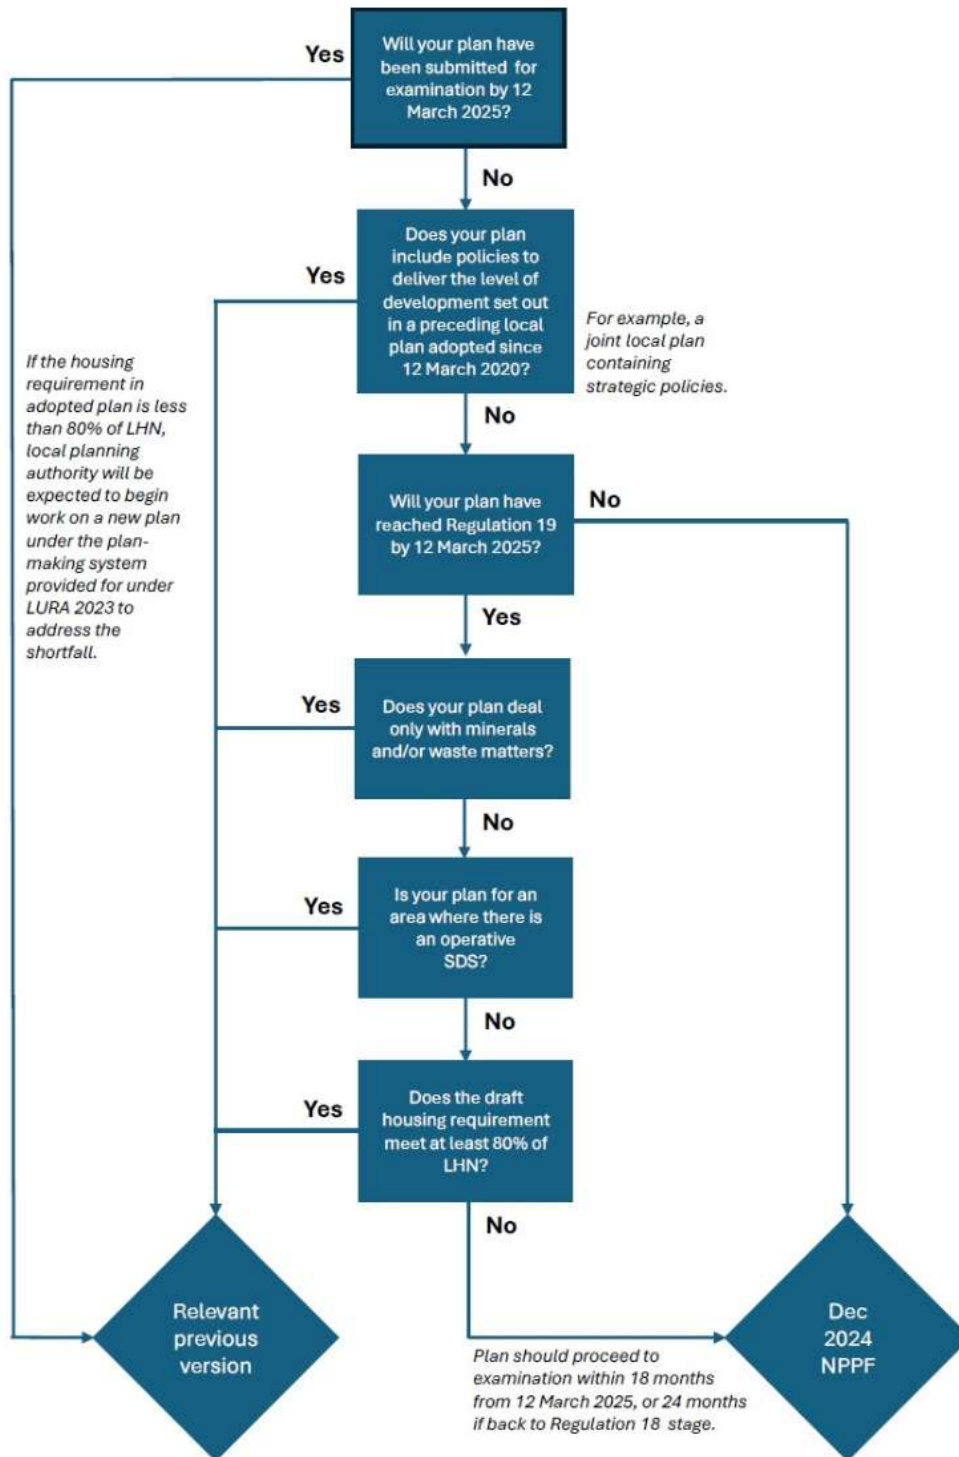 Will your plan have
been submitted for
examination by 12
March 2025?
Yes
No
Does your plan
include policies to
deliver the level of
development set out
in a preceding local
plan adopted since
12 March 2020?
Yes
For example, a
joint local plan
containing
strategic policies.
If the housing
requirement in
adopted plan is less
than 80% of LHN,
local planning
authority will be
expected to begin
work on a new plan
under the plan-
making system
provided for under
LURA 2023 to
address the
shortfall.
No
Will your plan have
reached Regulation 19
by 12 March 2025?
No
Yes
Does your plan deal
only with minerals
and/or waste matters?
Yes
No
Is your plan for an
area where there is
an operative
SDS?
Yes
No
Does the draft
housing requirement
meet at least 80% of
LHN?
Yes
No
Relevant
previous
version
Dec
2024
NPPF
Plan should proceed to
examination within 18 months
from 12 March 2025, or 24 months
if back to Regulation 18 stage.